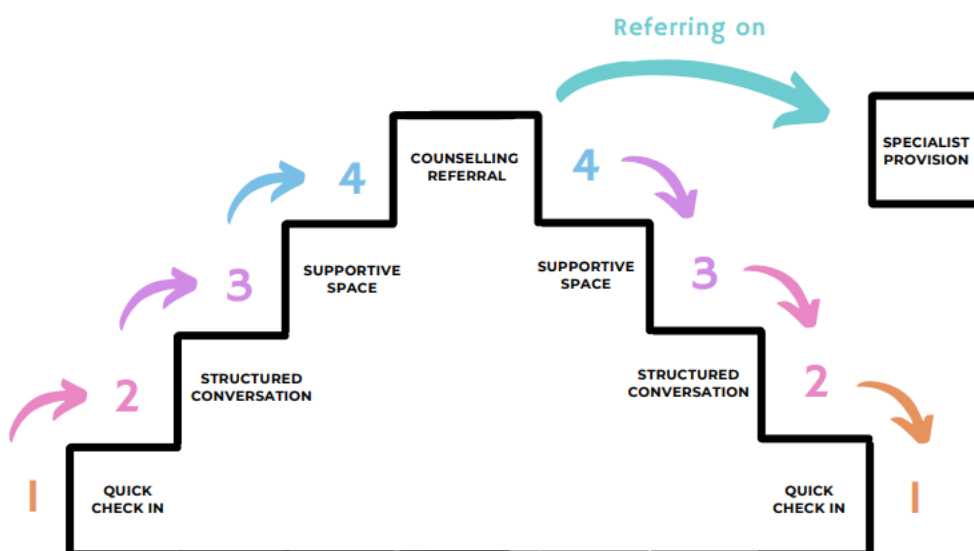 Referring on
SPECIALIST
PROVISION
COUNSELLING
REFERRAL
4
4
SUPPORTIVE
SPACE
SUPPORTIVE
SPACE
3
3
STRUCTURED
CONVERSATION
STRUCTURED
CONVERSATION
2
2
QUICK
CHECK IN
QUICK
CHECK IN
1
1